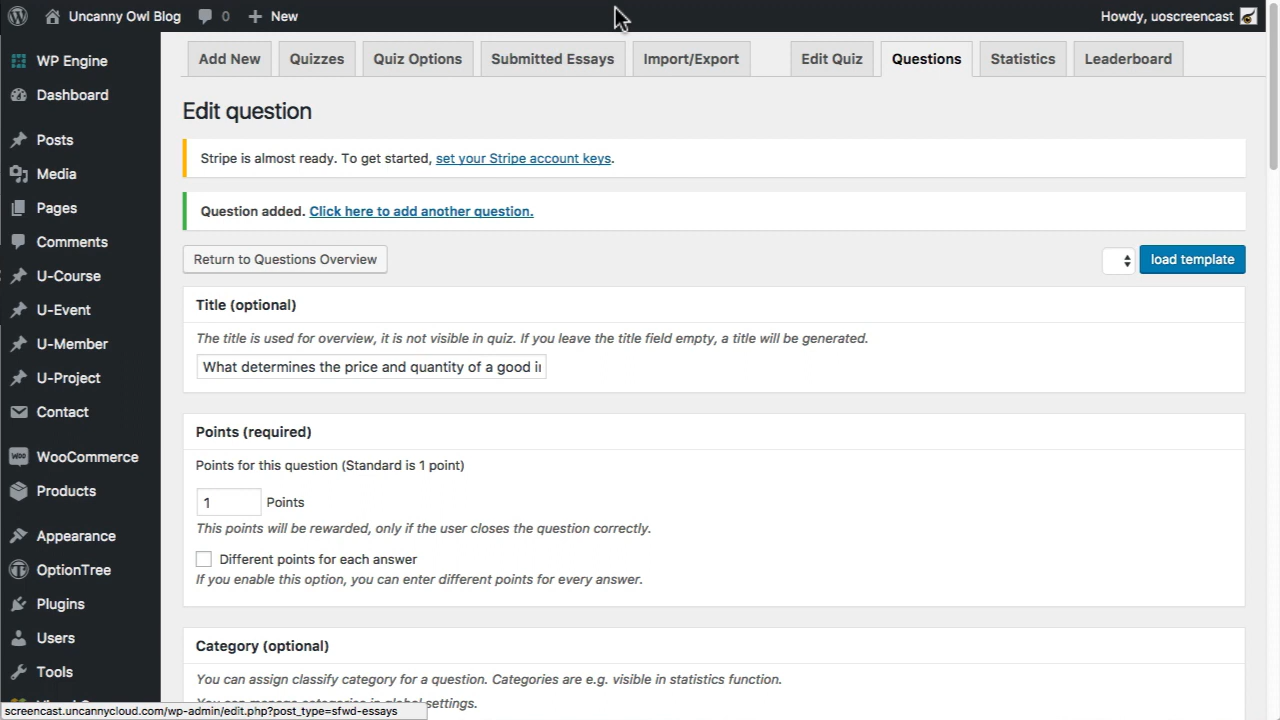 Uncanny Owl Blog 0 New Howdy, uoscreencast
WP Engine
Dashboard
Posts
Media
Pages
Comments
U-Course
U-Event
U-Member
U-Project
Contact
WooCommerce
Products
Appearance
OptionTree
Plugins
Users
Tools
Add New Quizzes Quiz Options Submitted Essays Import/Export Edit Quiz Questions Statistics Leaderboard
Edit question
Stripe is almost ready. To get started, set your Stripe account keys.
Question added. Click here to add another question.
Return to Questions Overview load template
Title (optional)
The title is used for overview, it is not visible in quiz. If you leave the title field empty, a title will be generated.
What determines the price and quantity of a good
Points (required)
Points for this question (Standard is 1 point)
1 Points
This points will be rewarded, only if the user closes the question correctly.
Different points for each answer
If you enable this option, you can enter different points for every answer.
Category (optional)
You can assign classify category for a question. Categories are e.g. visible in statistics function.
You can manage categories in global settings.
screencast.uncannycloud.com/wp-admin/edit.php?post_type=sfwd-essays